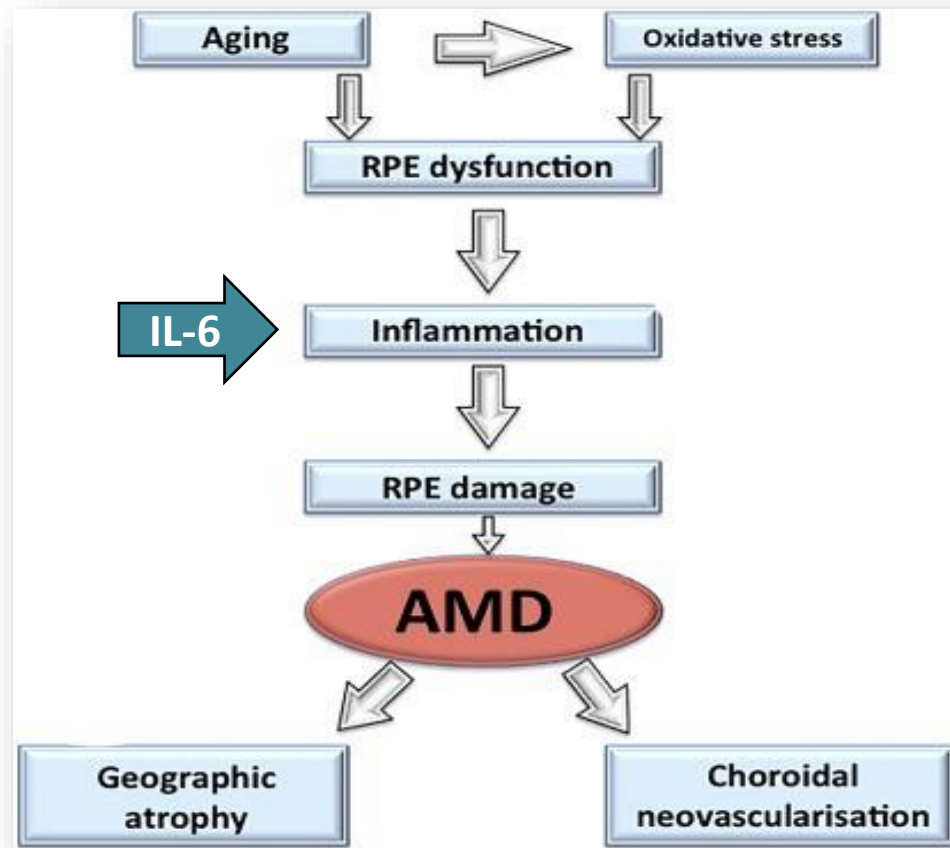 Aging
Oxidative stress
RPE dysfunction
IL-6
Inflammation
RPE damage
AMD
Geographic
atrophy
Choroidal
neovascularisation